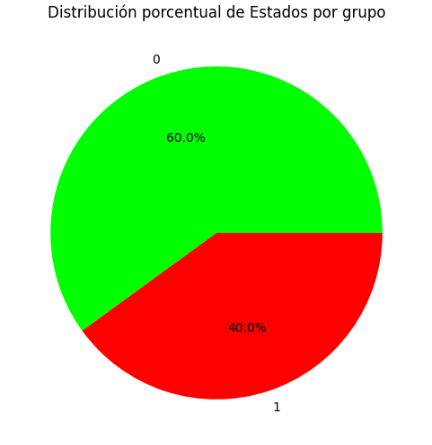 Distribución porcentual de Estados por grupo
0
60.0%
40.0%
1